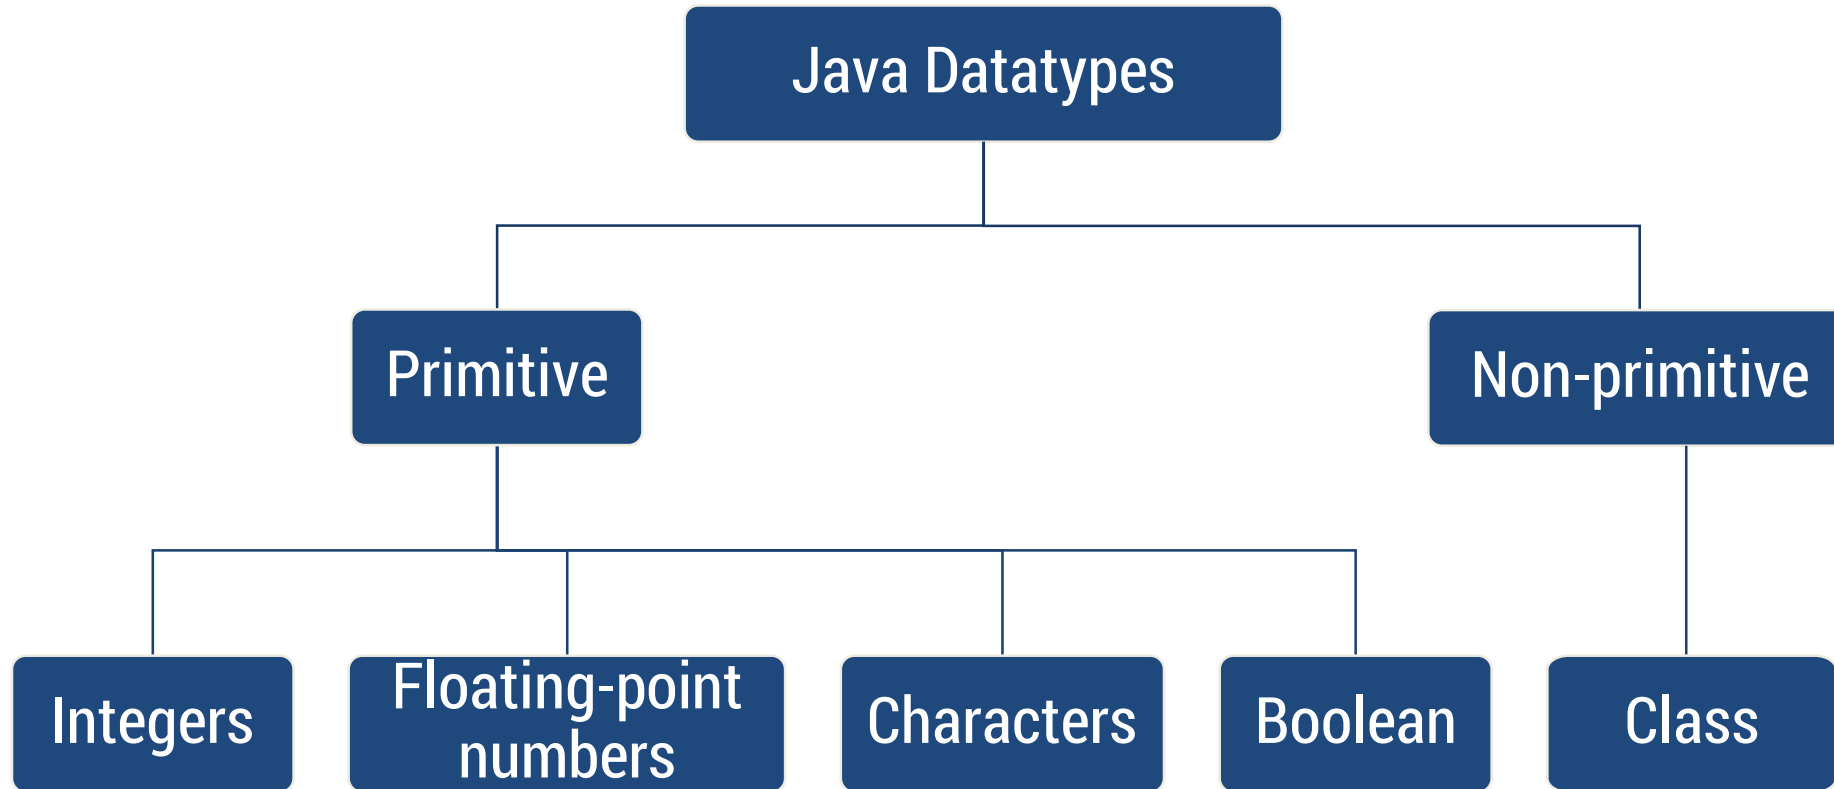 Java Datatypes
Primitive
Non-primitive
Integers
Floating-point
numbers
Characters
Boolean
Class